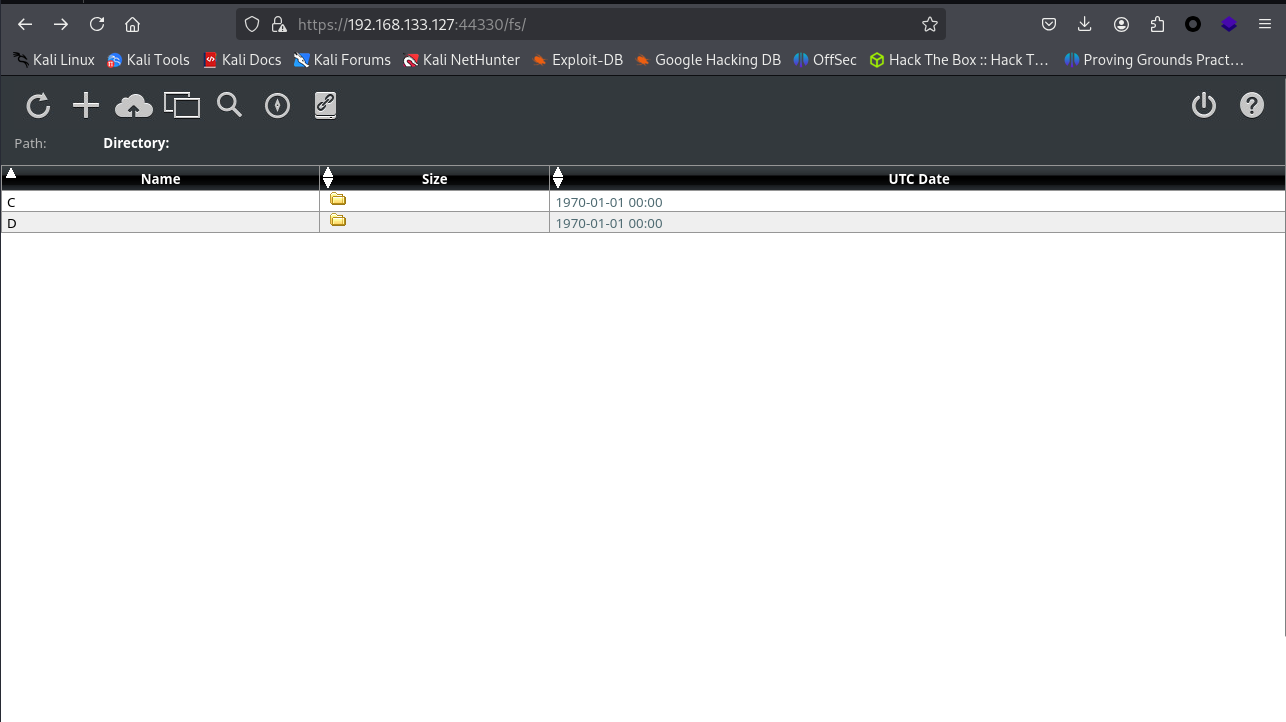 https://192.168.133.127:44330/fs/
Kali Linux Kali Tools Kali Docs Kali Forums Kali NetHunter Exploit-DB Google Hacking DB OffSec Hack The Box :: Hack T… Proving Grounds Pract…
Path: Directory:
Name Size UTC Date
C 1970-01-01 00:00
D 1970-01-01 00:00